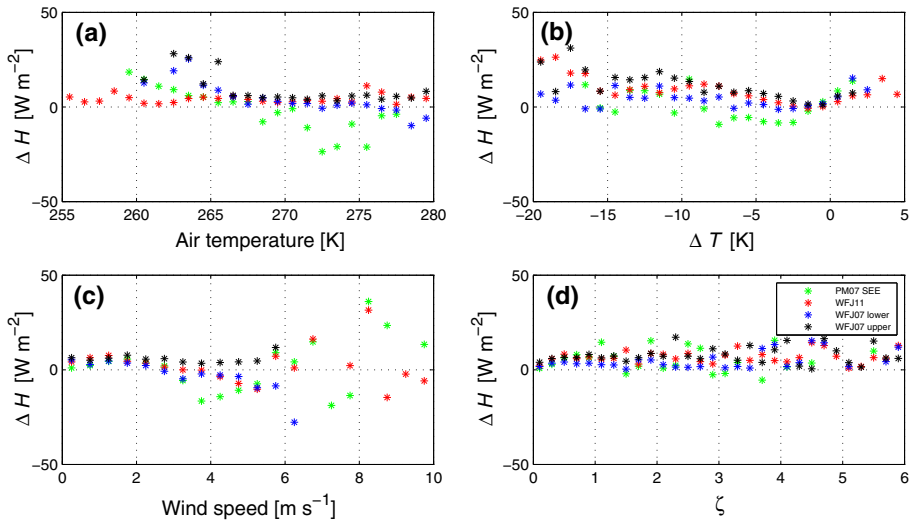 (a)
Δ H [W m−2]
50
0
−50
255 260 265 270 275 280
Air temperature [K]
(b)
Δ H [W m−2]
50
0
−50
−20 −15 −10 −5 0 5
Δ T [K]
(c)
Δ H [W m−2]
50
0
−50
0 2 4 6 8 10
Wind speed [m s−1]
(d)
PM07 SEE
WFJ11
WFJ07 lower
WFJ07 upper
Δ H [W m−2]
50
0
−50
0 1 2 3 4 5 6
ζ